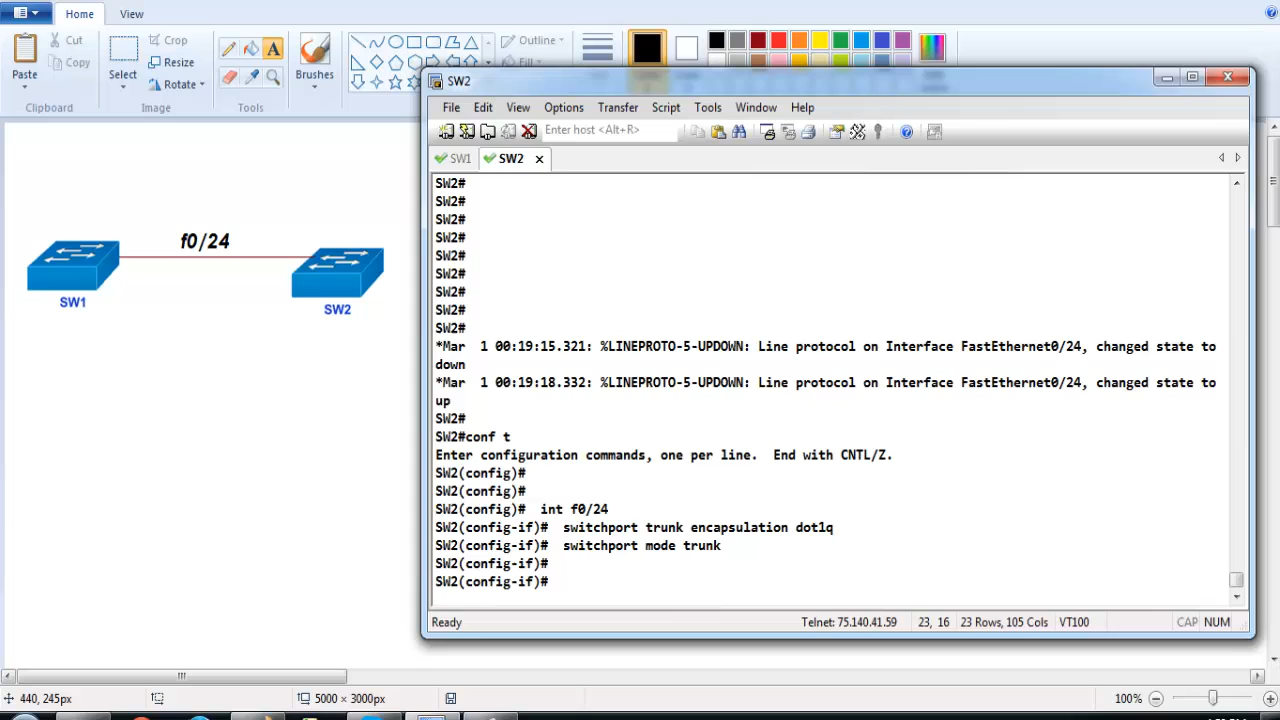 Home
View
Paste
Cut
Copy
Clipboard
Select
Crop
Resize
Rotate
Image
A
Tools
Brushes
Outline
Fill
SW2
File Edit View Options Transfer Script Tools Window Help
Enter host <Alt+R>
SW1
SW2
SW2#
SW2#
SW2#
SW2#
SW2#
SW2#
SW2#
SW2#
SW2#
*Mar  1 00:19:15.321: %LINEPROTO-5-UPDOWN: Line protocol on Interface FastEthernet0/24, changed state to
down
*Mar  1 00:19:18.332: %LINEPROTO-5-UPDOWN: Line protocol on Interface FastEthernet0/24, changed state to
up
SW2#
SW2#conf t
Enter configuration commands, one per line.  End with CNTL/Z.
SW2(config)#
SW2(config)#
SW2(config)#  int f0/24
SW2(config-if)#  switchport trunk encapsulation dot1q
SW2(config-if)#  switchport mode trunk
SW2(config-if)#
SW2(config-if)#
Ready
Telnet: 75.140.41.59
23, 16
23 Rows, 105 Cols
VT100
CAP NUM
f0/24
SW1
SW2
440, 245px
5000 × 3000px
100%